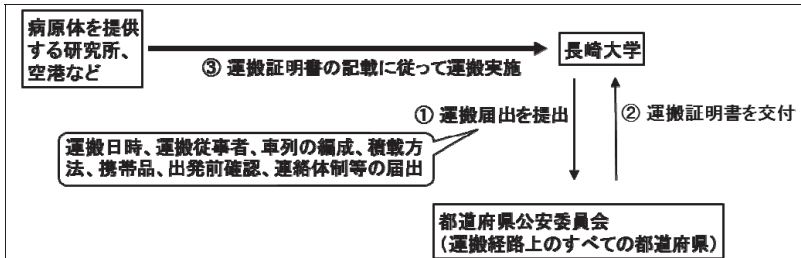 病原体を提供
する研究所、
空港など
長崎大学
③ 運搬証明書の記載に従って運搬実施
① 運搬届出を提出
② 運搬証明書を交付
運搬日時、運搬従事者、車列の編成、積載方
法、携帯品、出発前確認、連絡体制等の届出
都道府県公安委員会
（運搬経路上のすべての都道府県）